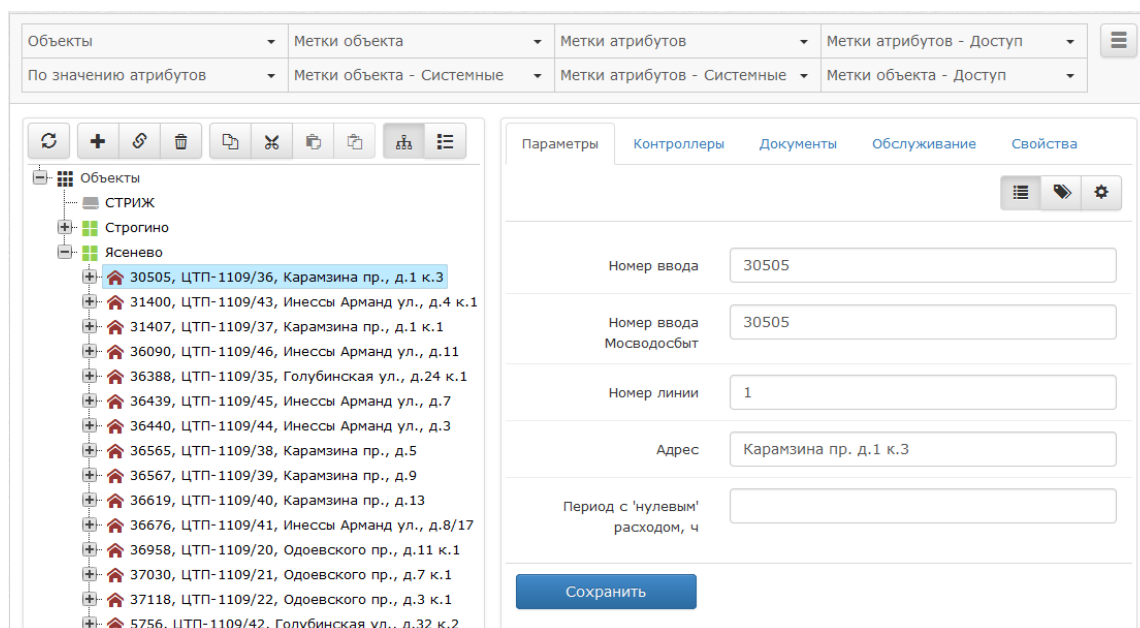 Объекты Метки объекта Метки атрибутов Метки атрибутов - Доступ
По значению атрибутов Метки объекта - Системные Метки атрибутов - Системные Метки объекта - Доступ
Объекты
СТРИЖ
Строгино
Ясенево
30505, ЦТП-1109/36, Карамзина пр., д.1 к.3
31400, ЦТП-1109/43, Инессы Арманд ул., д.4 к.1
31407, ЦТП-1109/37, Карамзина пр., д.1 к.1
36090, ЦТП-1109/46, Инессы Арманд ул., д.11
36388, ЦТП-1109/35, Голубинская ул., д.24 к.1
36439, ЦТП-1109/45, Инессы Арманд ул., д.7
36440, ЦТП-1109/44, Инессы Арманд ул., д.3
36565, ЦТП-1109/38, Карамзина пр., д.5
36567, ЦТП-1109/39, Карамзина пр., д.9
36619, ЦТП-1109/40, Карамзина пр., д.13
36676, ЦТП-1109/41, Инессы Арманд ул., д.8/17
36958, ЦТП-1109/20, Одоевского пр., д.11 к.1
37030, ЦТП-1109/21, Одоевского пр., д.7 к.1
37118, ЦТП-1109/22, Одоевского пр., д.3 к.1
5756, ЦТП-1109/42, Голубинская ул., д.32 к.2
Параметры Контроллеры Документы Обслуживание Свойства
Номер ввода 30505
Номер ввода 30505
Мосводосбыт
Номер линии 1
Адрес Карамзина пр. д.1 к.3
Период с 'нулевым'
расходом, ч
Сохранить